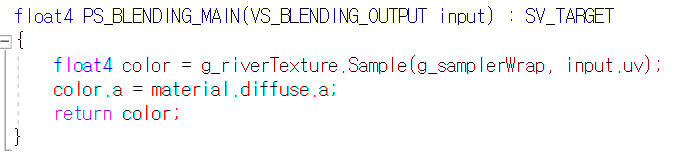 float4 PS_BLENDING_MAIN(VS_BLENDING_OUTPUT input) : SV_TARGET
{
float4 color = g_riverTexture.Sample(g_samplerWrap, input.uv);
color.a = material.diffuse.a;
return color;
}